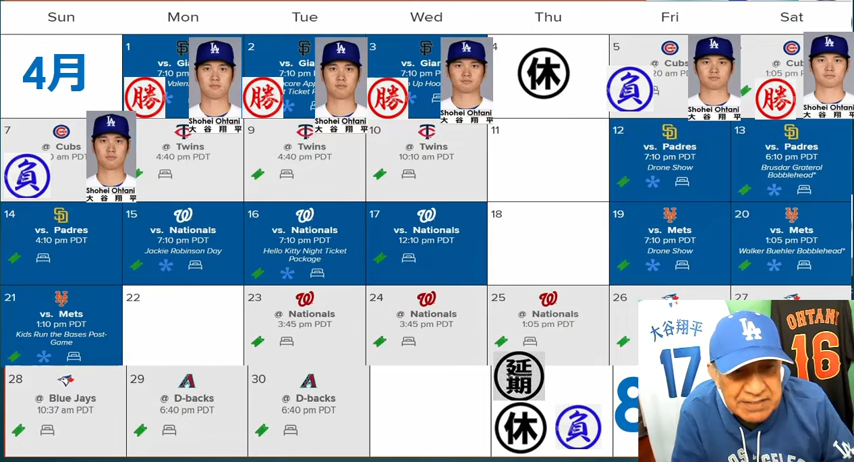 Sun Mon Tue Wed Thu Fri Sat
4月
1
vs.
7:10 pm
勝
Shohei Ohtani
大谷翔平
2
vs.
7:10 p
勝
Shohei Ohtani
大谷翔平
3
vs.
7:10 p
勝
Shohei Ohtani
大谷翔平
4
休
5
@ Cubs
負
Shohei Ohtani
大谷翔平
6
@
1:05 pm
勝
Shohei Ohtani
大谷翔平
7
@ Cubs
負
Shohei Ohtani
大谷翔平
@ Twins
4:40 pm PDT
9
@ Twins
4:40 pm PDT
10
@ Twins
10:10 am PDT
11
12
vs. Padres
7:10 pm PDT
Drone Show
13
vs. Padres
6:10 pm PDT
Brusdar Graterol
Bobblehead*
14
vs. Padres
4:10 pm PDT
15
vs. Nationals
7:10 pm PDT
Jackie Robinson Day
16
vs. Nationals
7:10 pm PDT
Hello Kitty Night Ticket
Package
17
vs. Nationals
12:10 pm PDT
18
19
vs. Mets
7:10 pm PDT
Drone Show
20
vs. Mets
1:05 pm PDT
Walker Buehler Bobblehead*
21
vs. Mets
1:10 pm PDT
Kids Run the Bases Post-
Game
22
23
@ Nationals
3:45 pm PDT
24
@ Nationals
3:45 pm PDT
25
@ Nationals
1:05 pm PDT
26
27
28
@ Blue Jays
10:37 am PDT
29
@ D-backs
6:40 pm PDT
30
@ D-backs
6:40 pm PDT
延期
休
負
8
大谷翔平
17
OHTANI
16
LA